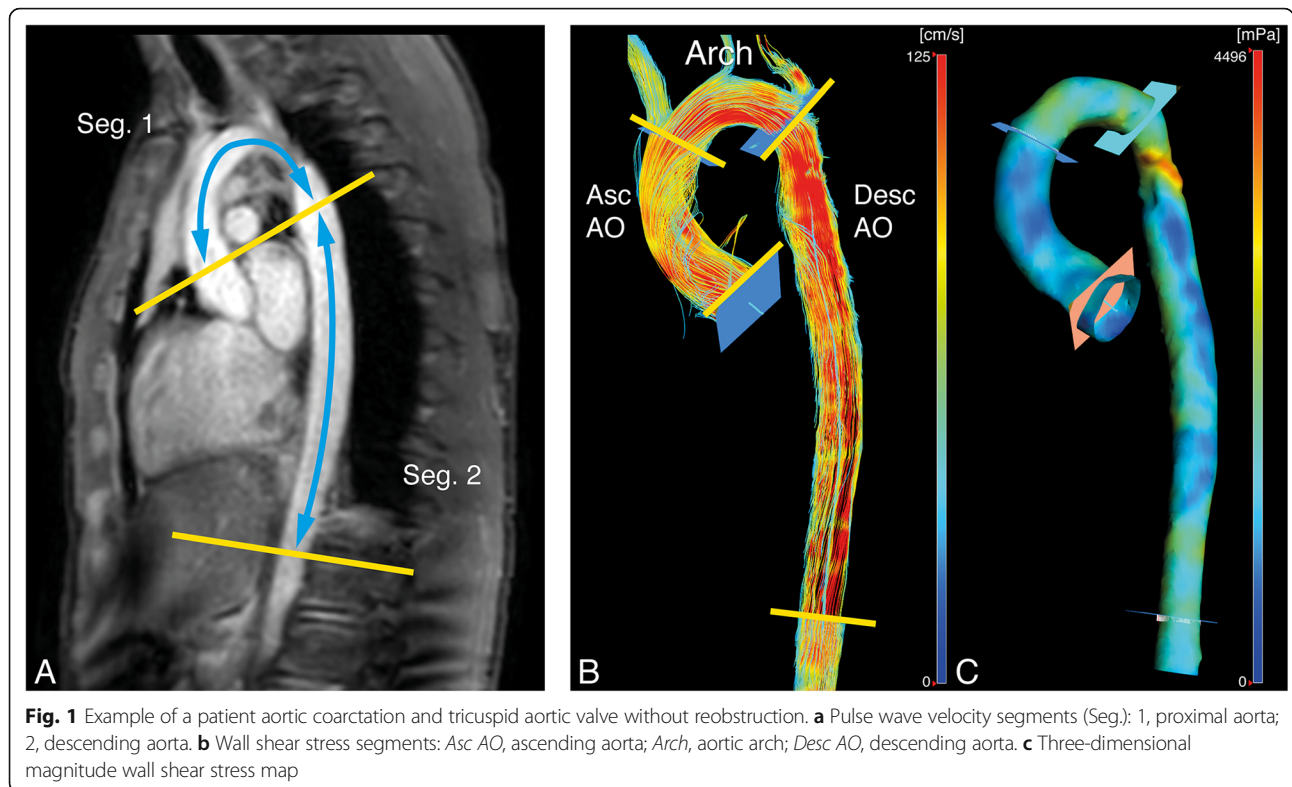 Seg. 1
Seg. 2
A
Arch
Asc
AO
Desc
AO
B
[cm/s]
125
0
[mPa]
4496
0
C
Fig. 1 Example of a patient aortic coarctation and tricuspid aortic valve without reobstruction. a Pulse wave velocity segments (Seg.): 1, proximal aorta;
2, descending aorta. b Wall shear stress segments: Asc AO, ascending aorta; Arch, aortic arch; Desc AO, descending aorta. c Three-dimensional
magnitude wall shear stress map